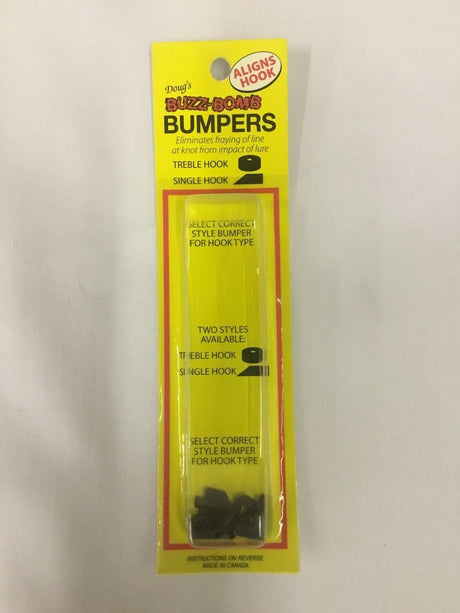 ALIGNS
HOOK
Doug's
BUZZ-BOMB
BUMPERS
Eliminates fraying of line
at knot from impact of lure
TREBLE HOOK
SINGLE HOOK
SELECT CORRECT
STYLE BUMPER
FOR HOOK TYPE
TWO STYLES
AVAILABLE:
TREBLE HOOK
SINGLE HOOK
SELECT CORRECT
STYLE BUMPER
FOR HOOK TYPE
INSTRUCTIONS ON REVERSE
MADE IN CANADA